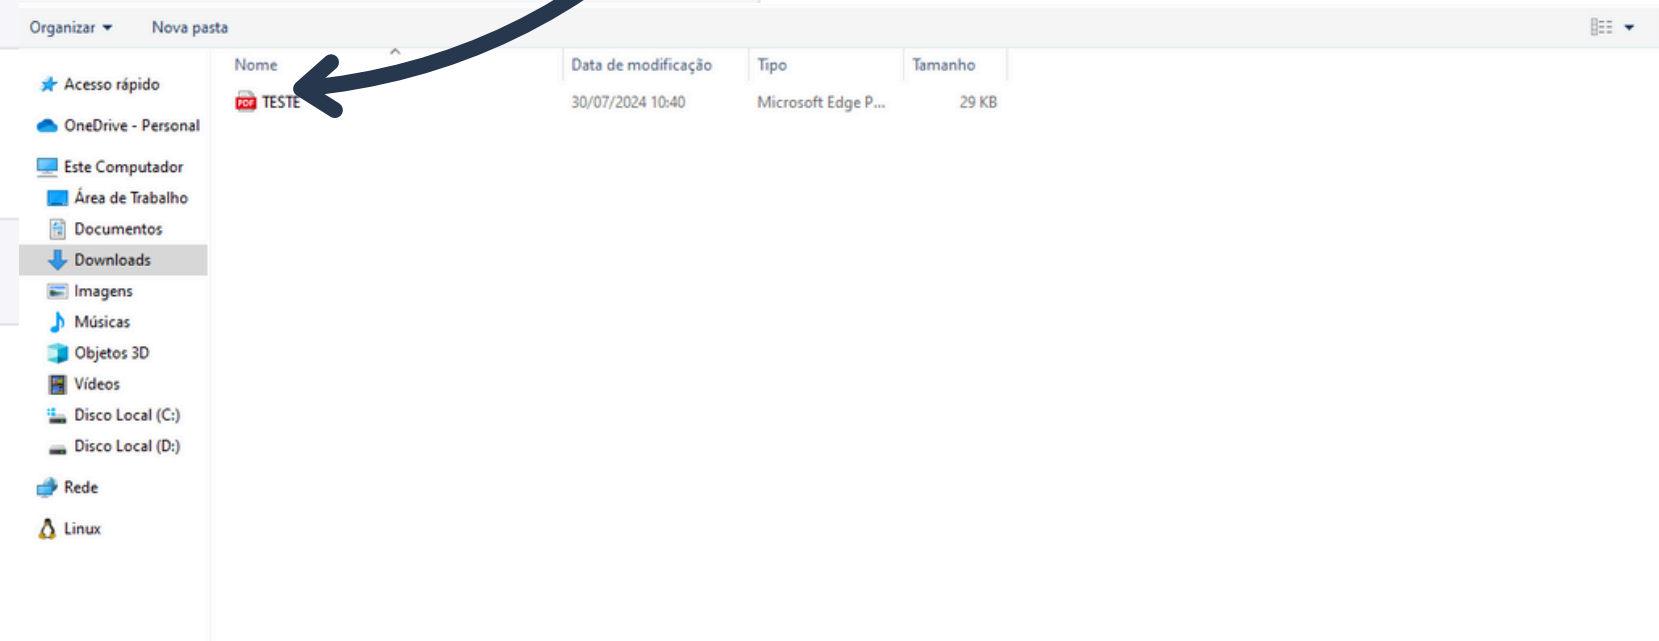 Organizar Nova pasta
Nome Data de modificação Tipo Tamanho
PDF TESTE 30/07/2024 10:40 Microsoft Edge P... 29 KB
Acesso rápido
OneDrive - Personal
Este Computador
Área de Trabalho
Documentos
Downloads
Imagens
Músicas
Objetos 3D
Vídeos
Disco Local (C:)
Disco Local (D:)
Rede
Linux